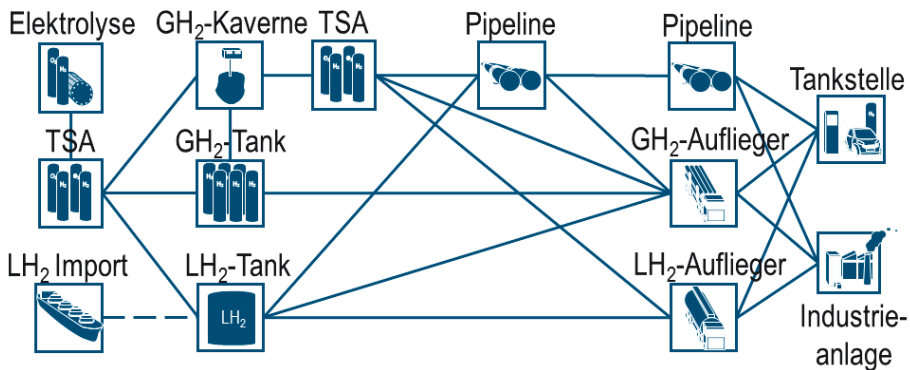 Elektrolyse
GH₂-Kaverne
TSA
Pipeline
Pipeline
Tankstelle
TSA
GH₂-Tank
GH₂-Auflieger
LH₂ Import
LH₂-Tank
LH₂
LH₂-Auflieger
Industrie-
anlage